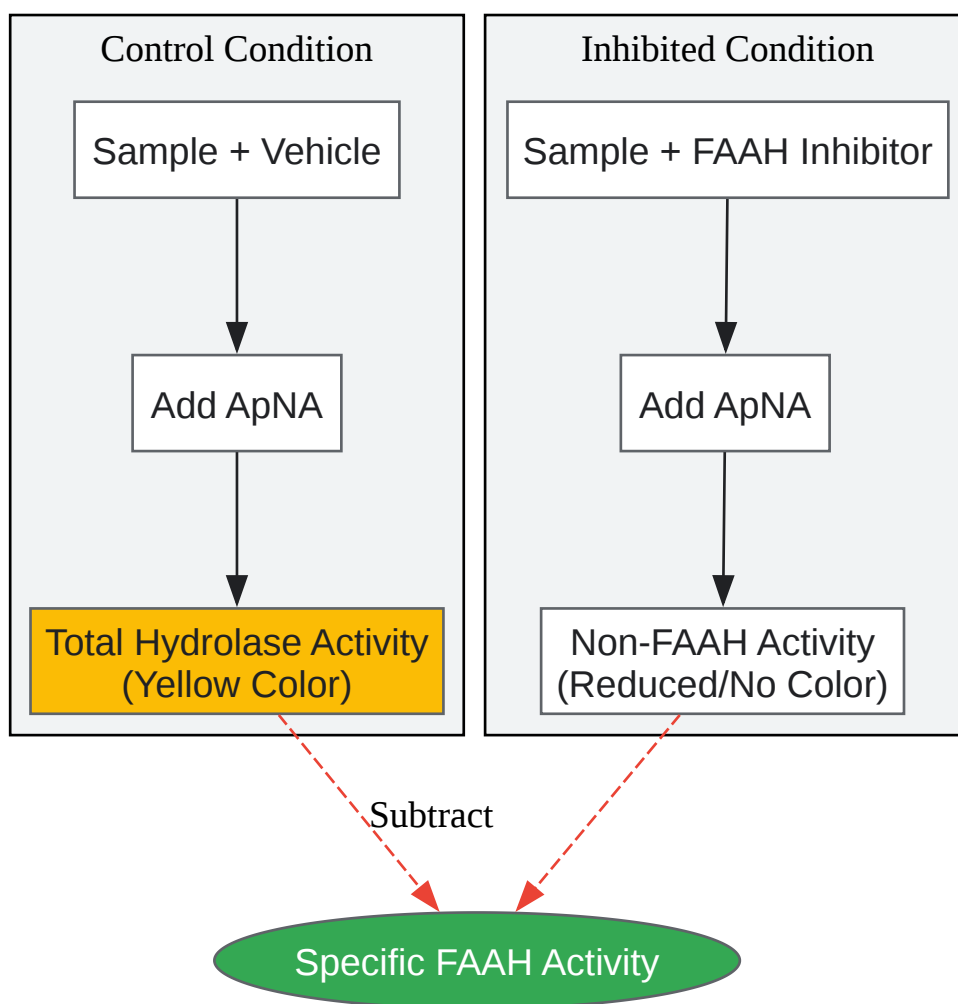 Control Condition
Inhibited Condition
Sample + Vehicle
Sample + FAAH Inhibitor
Add ApNA
Add ApNA
Total Hydrolase Activity
(Yellow Color)
Non-FAAH Activity
(Reduced/No Color)
Subtract
Specific FAAH Activity